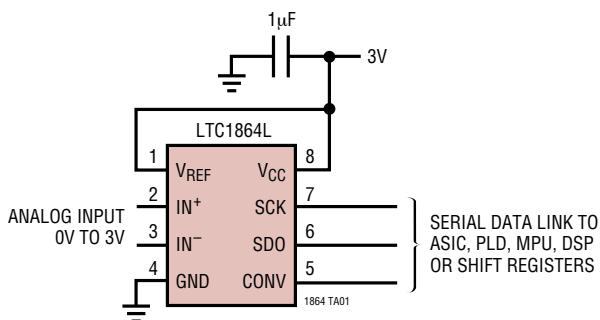 1μF
3V
LTC1864L
1
VREF
VCC
8
2
IN+
SCK
7
3
IN−
SDO
6
4
GND
CONV
5
ANALOG INPUT
0V TO 3V
SERIAL DATA LINK TO
ASIC, PLD, MPU, DSP
OR SHIFT REGISTERS
1864 TA01